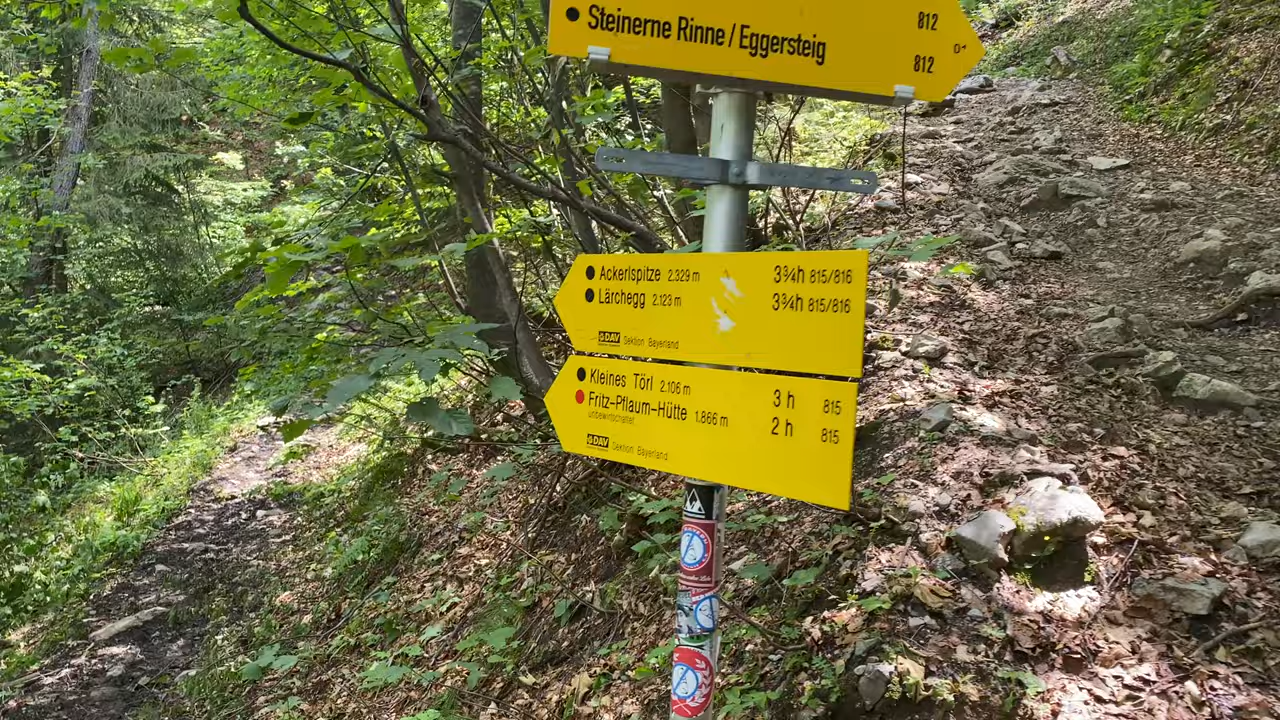 Steinerne Rinne/Eggersteig 812
812
Ackerlspitze 2.329 m 3¾h 815/816
Lärchegg 2.123 m 3¾h 815/816
DAV Sektion Bayerland
Kleines Törl 2.106 m 3 h 815
Fritz-Pflaum-Hütte 1.866 m 2 h 815
unbewirtschaftet
DAV Sektion Bayerland